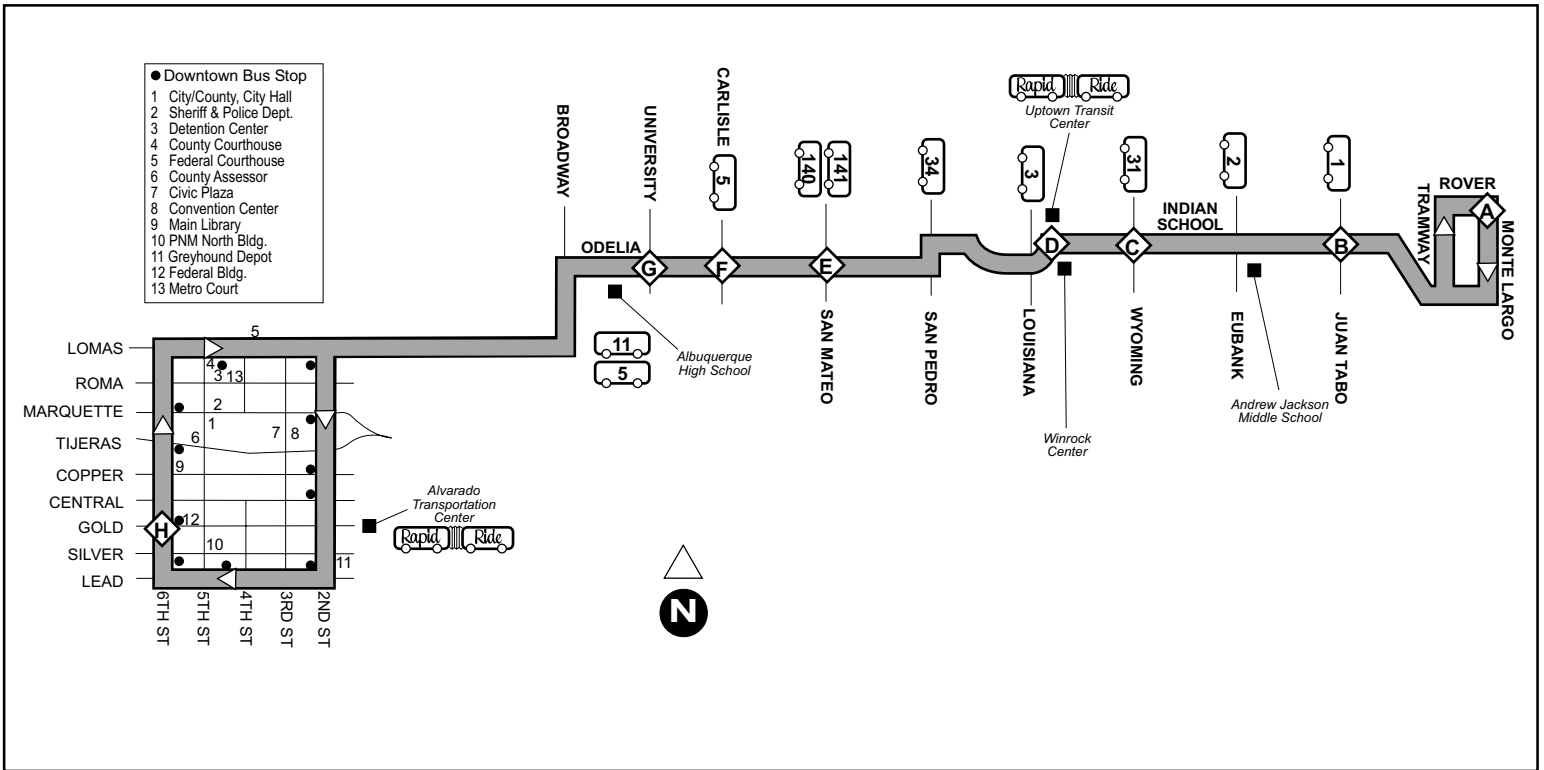 Downtown Bus Stop
1 City/County, City Hall
2 Sheriff & Police Dept.
3 Detention Center
4 County Courthouse
5 Federal Courthouse
6 County Assessor
7 Civic Plaza
8 Convention Center
9 Main Library
10 PNM North Bldg.
11 Greyhound Depot
12 Federal Bldg.
13 Metro Court
BROADWAY
UNIVERSITY
CARLISLE
5
140
141
34
3
Rapid Ride
Uptown Transit
Center
31
2
1
ROVER
TRAMWAY
MONTE LARGO
INDIAN
SCHOOL
ODELIA
A
B
C
D
E
F
G
SAN MATEO
SAN PEDRO
LOUISIANA
WYOMING
EUBANK
JUAN TABO
Albuquerque
High School
11
5
Winrock
Center
Andrew Jackson
Middle School
LOMAS
ROMA
MARQUETTE
TIJERAS
COPPER
CENTRAL
GOLD
SILVER
LEAD
5
4
3
13
2
1
6
7
8
9
12
10
11
H
Alvarado
Transportation
Center
Rapid Ride
6TH ST
5TH ST
4TH ST
3RD ST
2ND ST
N